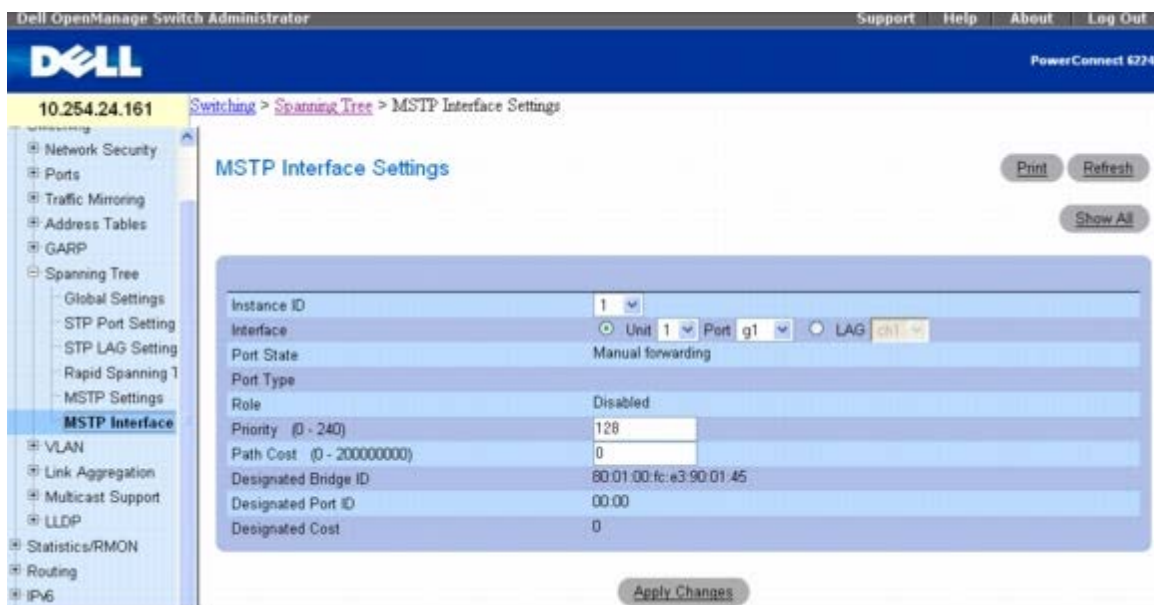 Dell OpenManage Switch Administrator Support Help About Log Out
DELL
PowerConnect 6224
10.254.24.161
Switching > Spanning Tree > MSTP Interface Settings
Switching
Network Security
Ports
Traffic Mirroring
Address Tables
GARP
Spanning Tree
Global Settings
STP Port Setting
STP LAG Setting
Rapid Spanning T
MSTP Settings
MSTP Interface
VLAN
Link Aggregation
Multicast Support
LLDP
Statistics/RMON
Routing
IPv6
MSTP Interface Settings
Print Refresh
Show All
Instance ID 1
Interface Unit 1 Port g1 LAG ch1
Port State Manual forwarding
Port Type
Role Disabled
Priority (0 - 240) 128
Path Cost (0 - 200000000) 0
Designated Bridge ID 80:01:00:fc:e3:90:01:45
Designated Port ID 00:00
Designated Cost 0
Apply Changes